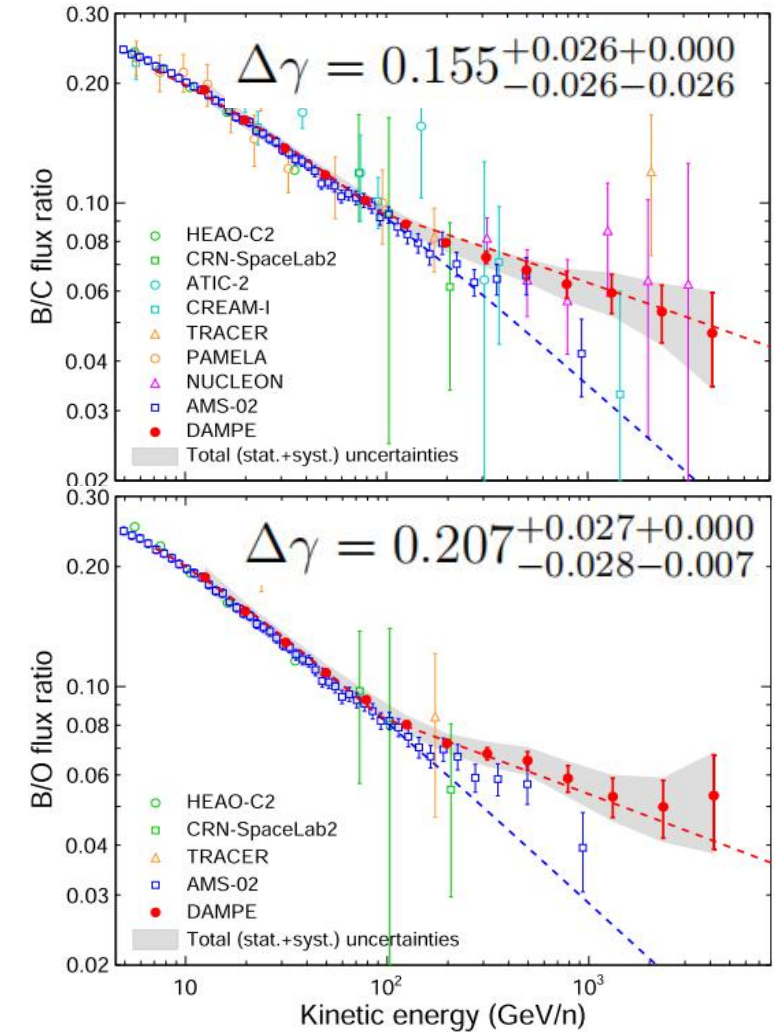 0.30
Δγ = 0.155+0.026+0.000−0.026−0.026
0.20
0.10
0.08
0.06
0.04
0.03
0.02
B/C flux ratio
HEAO-C2
CRN-SpaceLab2
ATIC-2
CREAM-I
TRACER
PAMELA
NUCLEON
AMS-02
DAMPE
Total (stat.+syst.) uncertainties
0.30
Δγ = 0.207+0.027+0.000−0.028−0.007
0.20
0.10
0.08
0.06
0.04
0.03
0.02
B/O flux ratio
HEAO-C2
CRN-SpaceLab2
TRACER
AMS-02
DAMPE
Total (stat.+syst.) uncertainties
10 10² 10³
Kinetic energy (GeV/n)